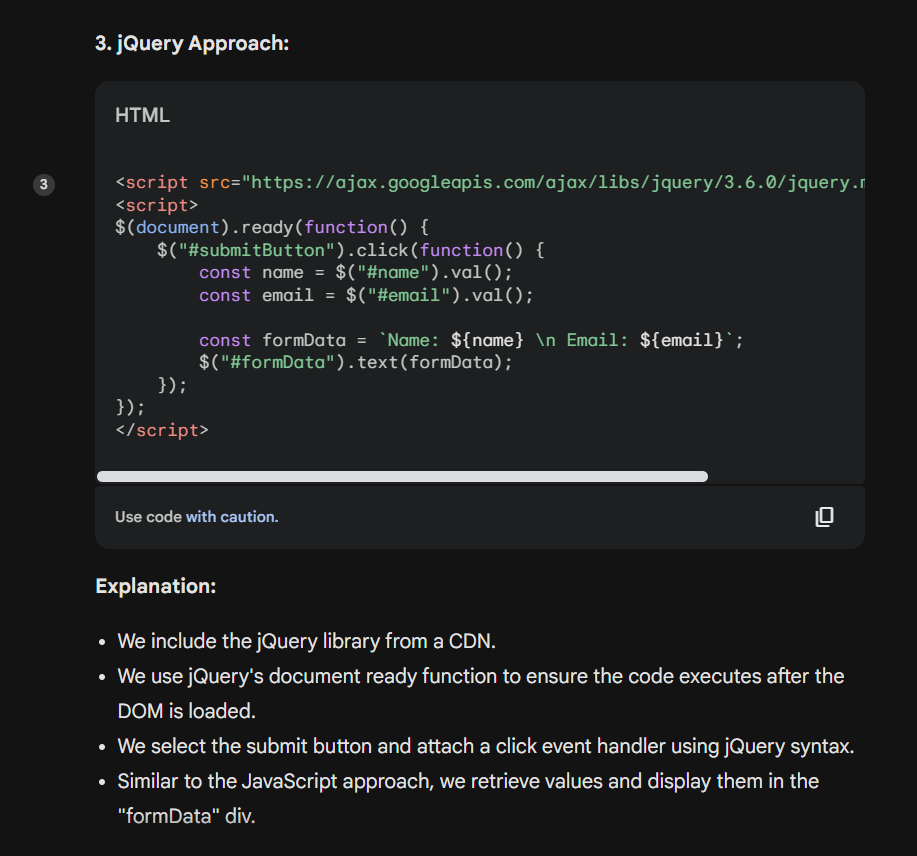 3. jQuery Approach:
HTML
3
<script src="https://ajax.googleapis.com/ajax/libs/jquery/3.6.0/jquery.
<script>
$(document).ready(function() {
    $("#submitButton").click(function() {
        const name = $("#name").val();
        const email = $("#email").val();

        const formData = `Name: ${name} \n Email: ${email}`;
        $("#formData").text(formData);
    });
});
</script>
Use code with caution.
Explanation:
• We include the jQuery library from a CDN.
• We use jQuery's document ready function to ensure the code executes after the
DOM is loaded.
• We select the submit button and attach a click event handler using jQuery syntax.
• Similar to the JavaScript approach, we retrieve values and display them in the
"formData" div.